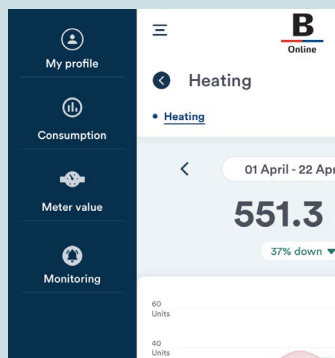 My profile
Consumption
Meter value
Monitoring
B
Online
Heating
Heating
01 April - 22 Apr
551.3
37% down
60
Units
40
Units